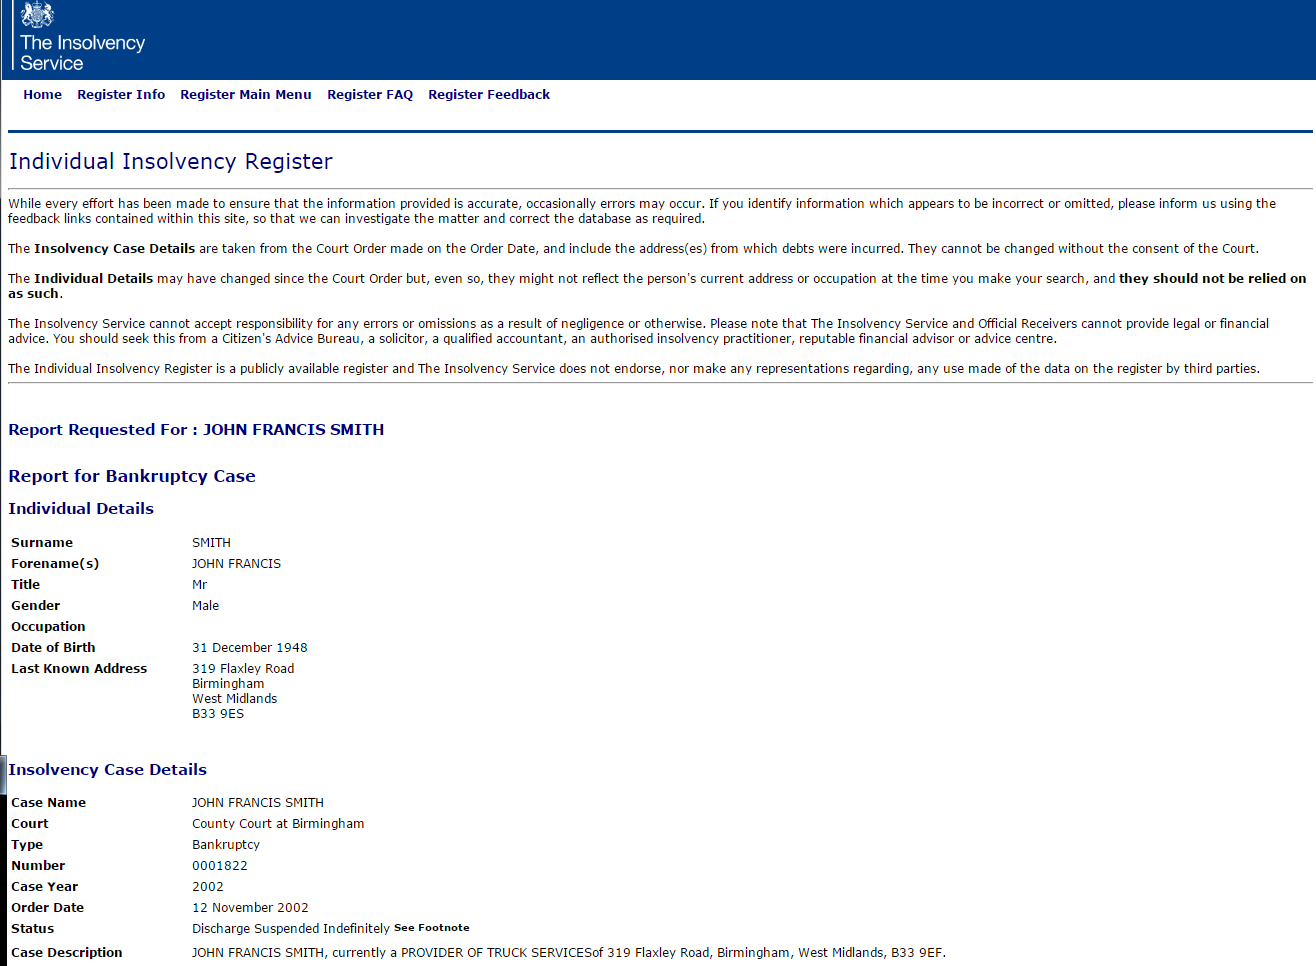 The Insolvency
Service
Home Register Info Register Main Menu Register FAQ Register Feedback
Individual Insolvency Register
While every effort has been made to ensure that the information provided is accurate, occasionally errors may occur. If you identify information which appears to be incorrect or omitted, please inform us using the
feedback links contained within this site, so that we can investigate the matter and correct the database as required.
The Insolvency Case Details are taken from the Court Order made on the Order Date, and include the address(es) from which debts were incurred. They cannot be changed without the consent of the Court.
The Individual Details may have changed since the Court Order but, even so, they might not reflect the person's current address or occupation at the time you make your search, and they should not be relied on
as such.
The Insolvency Service cannot accept responsibility for any errors or omissions as a result of negligence or otherwise. Please note that The Insolvency Service and Official Receivers cannot provide legal or financial
advice. You should seek this from a Citizen's Advice Bureau, a solicitor, a qualified accountant, an authorised insolvency practitioner, reputable financial advisor or advice centre.
The Individual Insolvency Register is a publicly available register and The Insolvency Service does not endorse, nor make any representations regarding, any use made of the data on the register by third parties.
Report Requested For : JOHN FRANCIS SMITH
Report for Bankruptcy Case
Individual Details
Surname SMITH
Forename(s) JOHN FRANCIS
Title Mr
Gender Male
Occupation
Date of Birth 31 December 1948
Last Known Address 319 Flaxley Road
Birmingham
West Midlands
B33 9ES
Insolvency Case Details
Case Name JOHN FRANCIS SMITH
Court County Court at Birmingham
Type Bankruptcy
Number 0001822
Case Year 2002
Order Date 12 November 2002
Status Discharge Suspended Indefinitely See Footnote
Case Description JOHN FRANCIS SMITH, currently a PROVIDER OF TRUCK SERVICESof 319 Flaxley Road, Birmingham, West Midlands, B33 9EF.